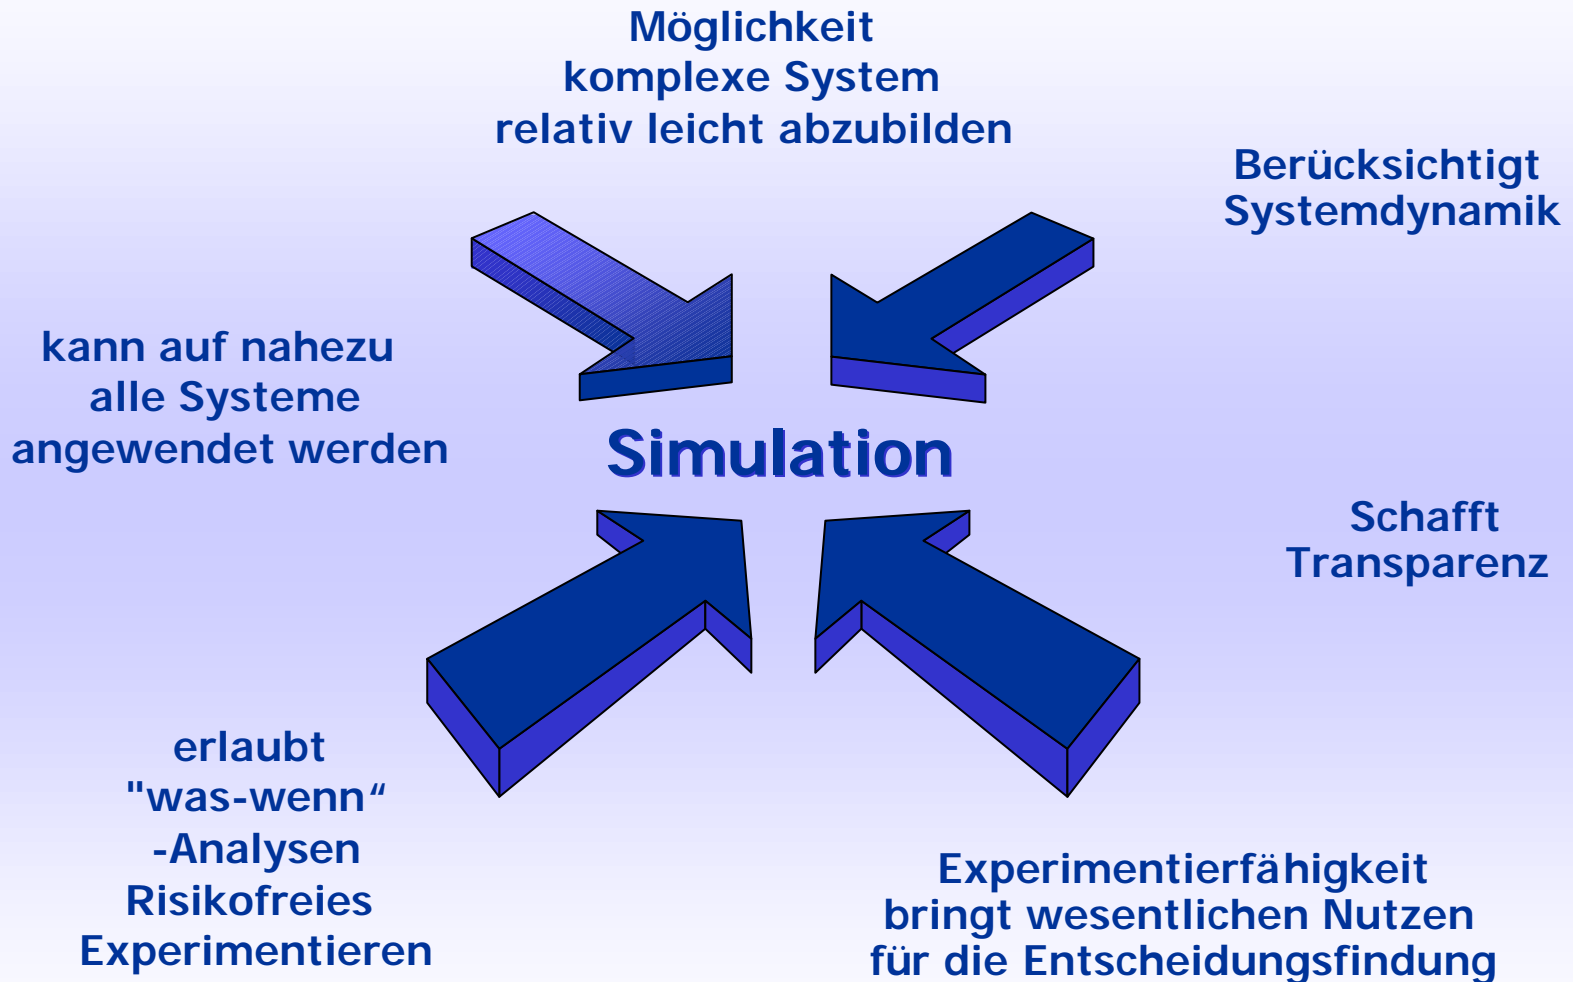 Möglichkeit
komplexe System
relativ leicht abzubilden
Berücksichtigt
Systemdynamik
kann auf nahezu
alle Systeme
angewendet werden
Simulation
Schafft
Transparenz
erlaubt
"was-wenn“
-Analysen
Risikofreies
Experimentieren
Experimentierfähigkeit
bringt wesentlichen Nutzen
für die Entscheidungsfindung